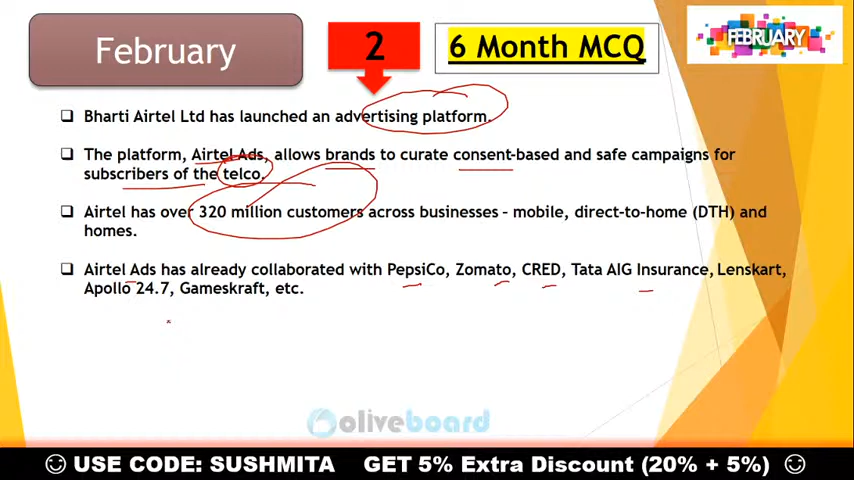 February
2
6 Month MCQ
FEBRUARY
❑ Bharti Airtel Ltd has launched an advertising platform.
❑ The platform, Airtel Ads, allows brands to curate consent-based and safe campaigns for
subscribers of the telco.
❑ Airtel has over 320 million customers across businesses – mobile, direct-to-home (DTH) and
homes.
❑ Airtel Ads has already collaborated with PepsiCo, Zomato, CRED, Tata AIG Insurance, Lenskart,
Apollo 24.7, Gameskraft, etc.
oliveboard
☺ USE CODE: SUSHMITA GET 5% Extra Discount (20% + 5%) ☺